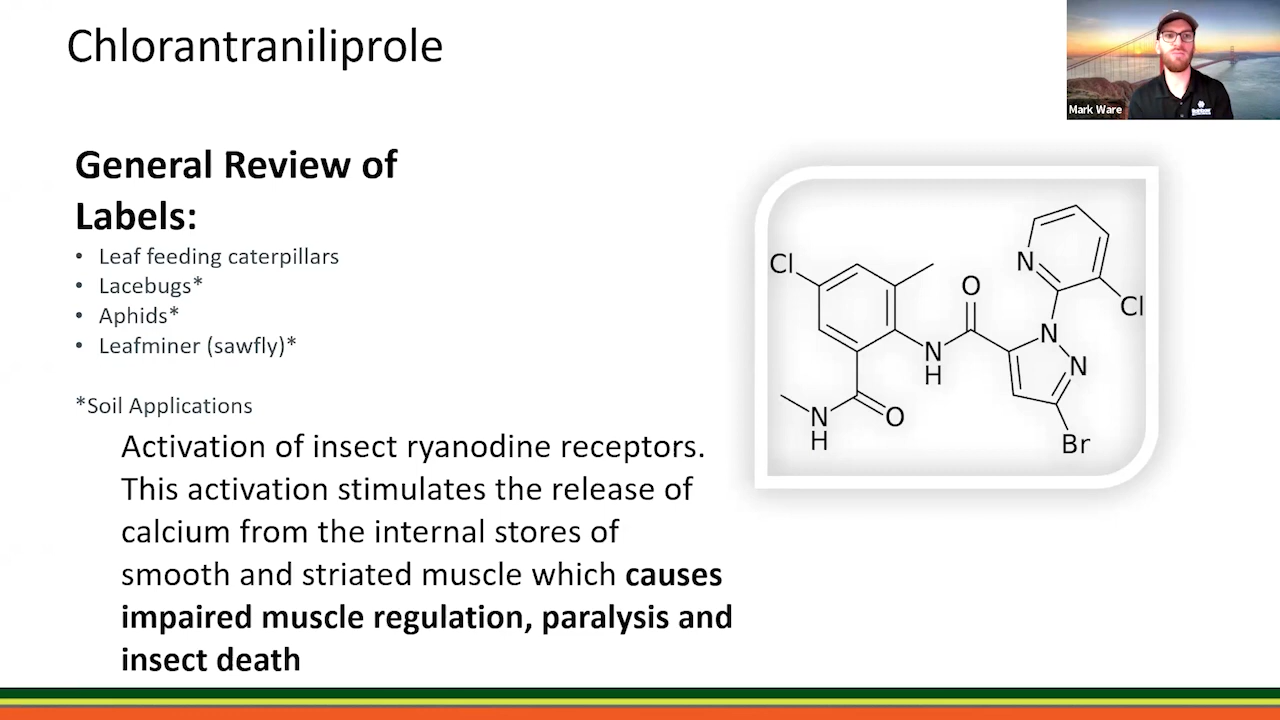 Chlorantraniliprole
Mark Ware
General Review of
Labels:
• Leaf feeding caterpillars
• Lacebugs*
• Aphids*
• Leafminer (sawfly)*
*Soil Applications
Activation of insect ryanodine receptors.
This activation stimulates the release of
calcium from the internal stores of
smooth and striated muscle which causes
impaired muscle regulation, paralysis and
insect death
Cl
O
N
H
N
H
O
N
Cl
N
N
Br